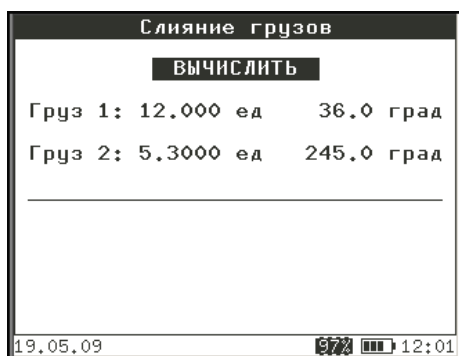 Слияние грузов
ВЫЧИСЛИТЬ
Груз 1: 12.000 ед 36.0 град
Груз 2: 5.3000 ед 245.0 град
19.05.09 97% 12:01